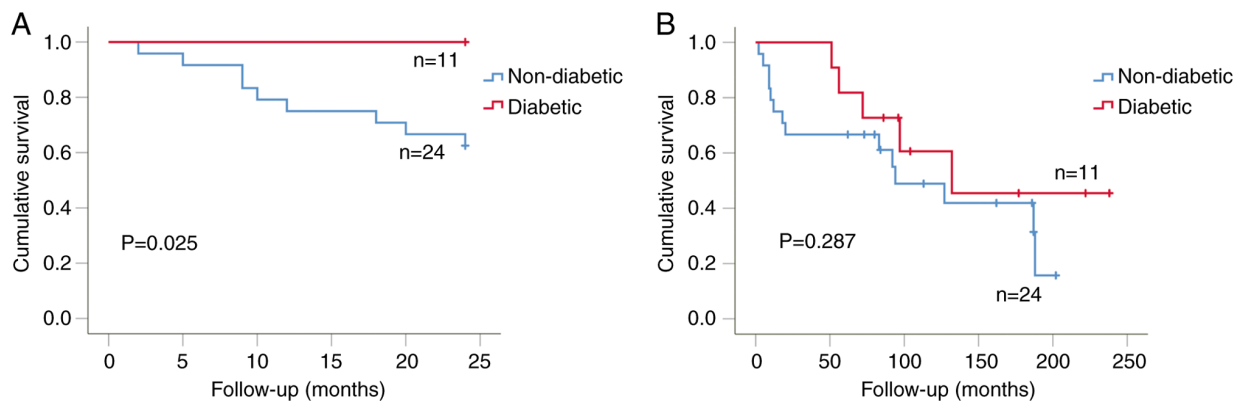 A
Cumulative survival
1.0
0.8
0.6
0.4
0.2
0.0
n=11
n=24
P=0.025
Non-diabetic
Diabetic
0 5 10 15 20 25
Follow-up (months)
B
Cumulative survival
1.0
0.8
0.6
0.4
0.2
0.0
Non-diabetic
Diabetic
n=11
P=0.287
n=24
0 50 100 150 200 250
Follow-up (months)